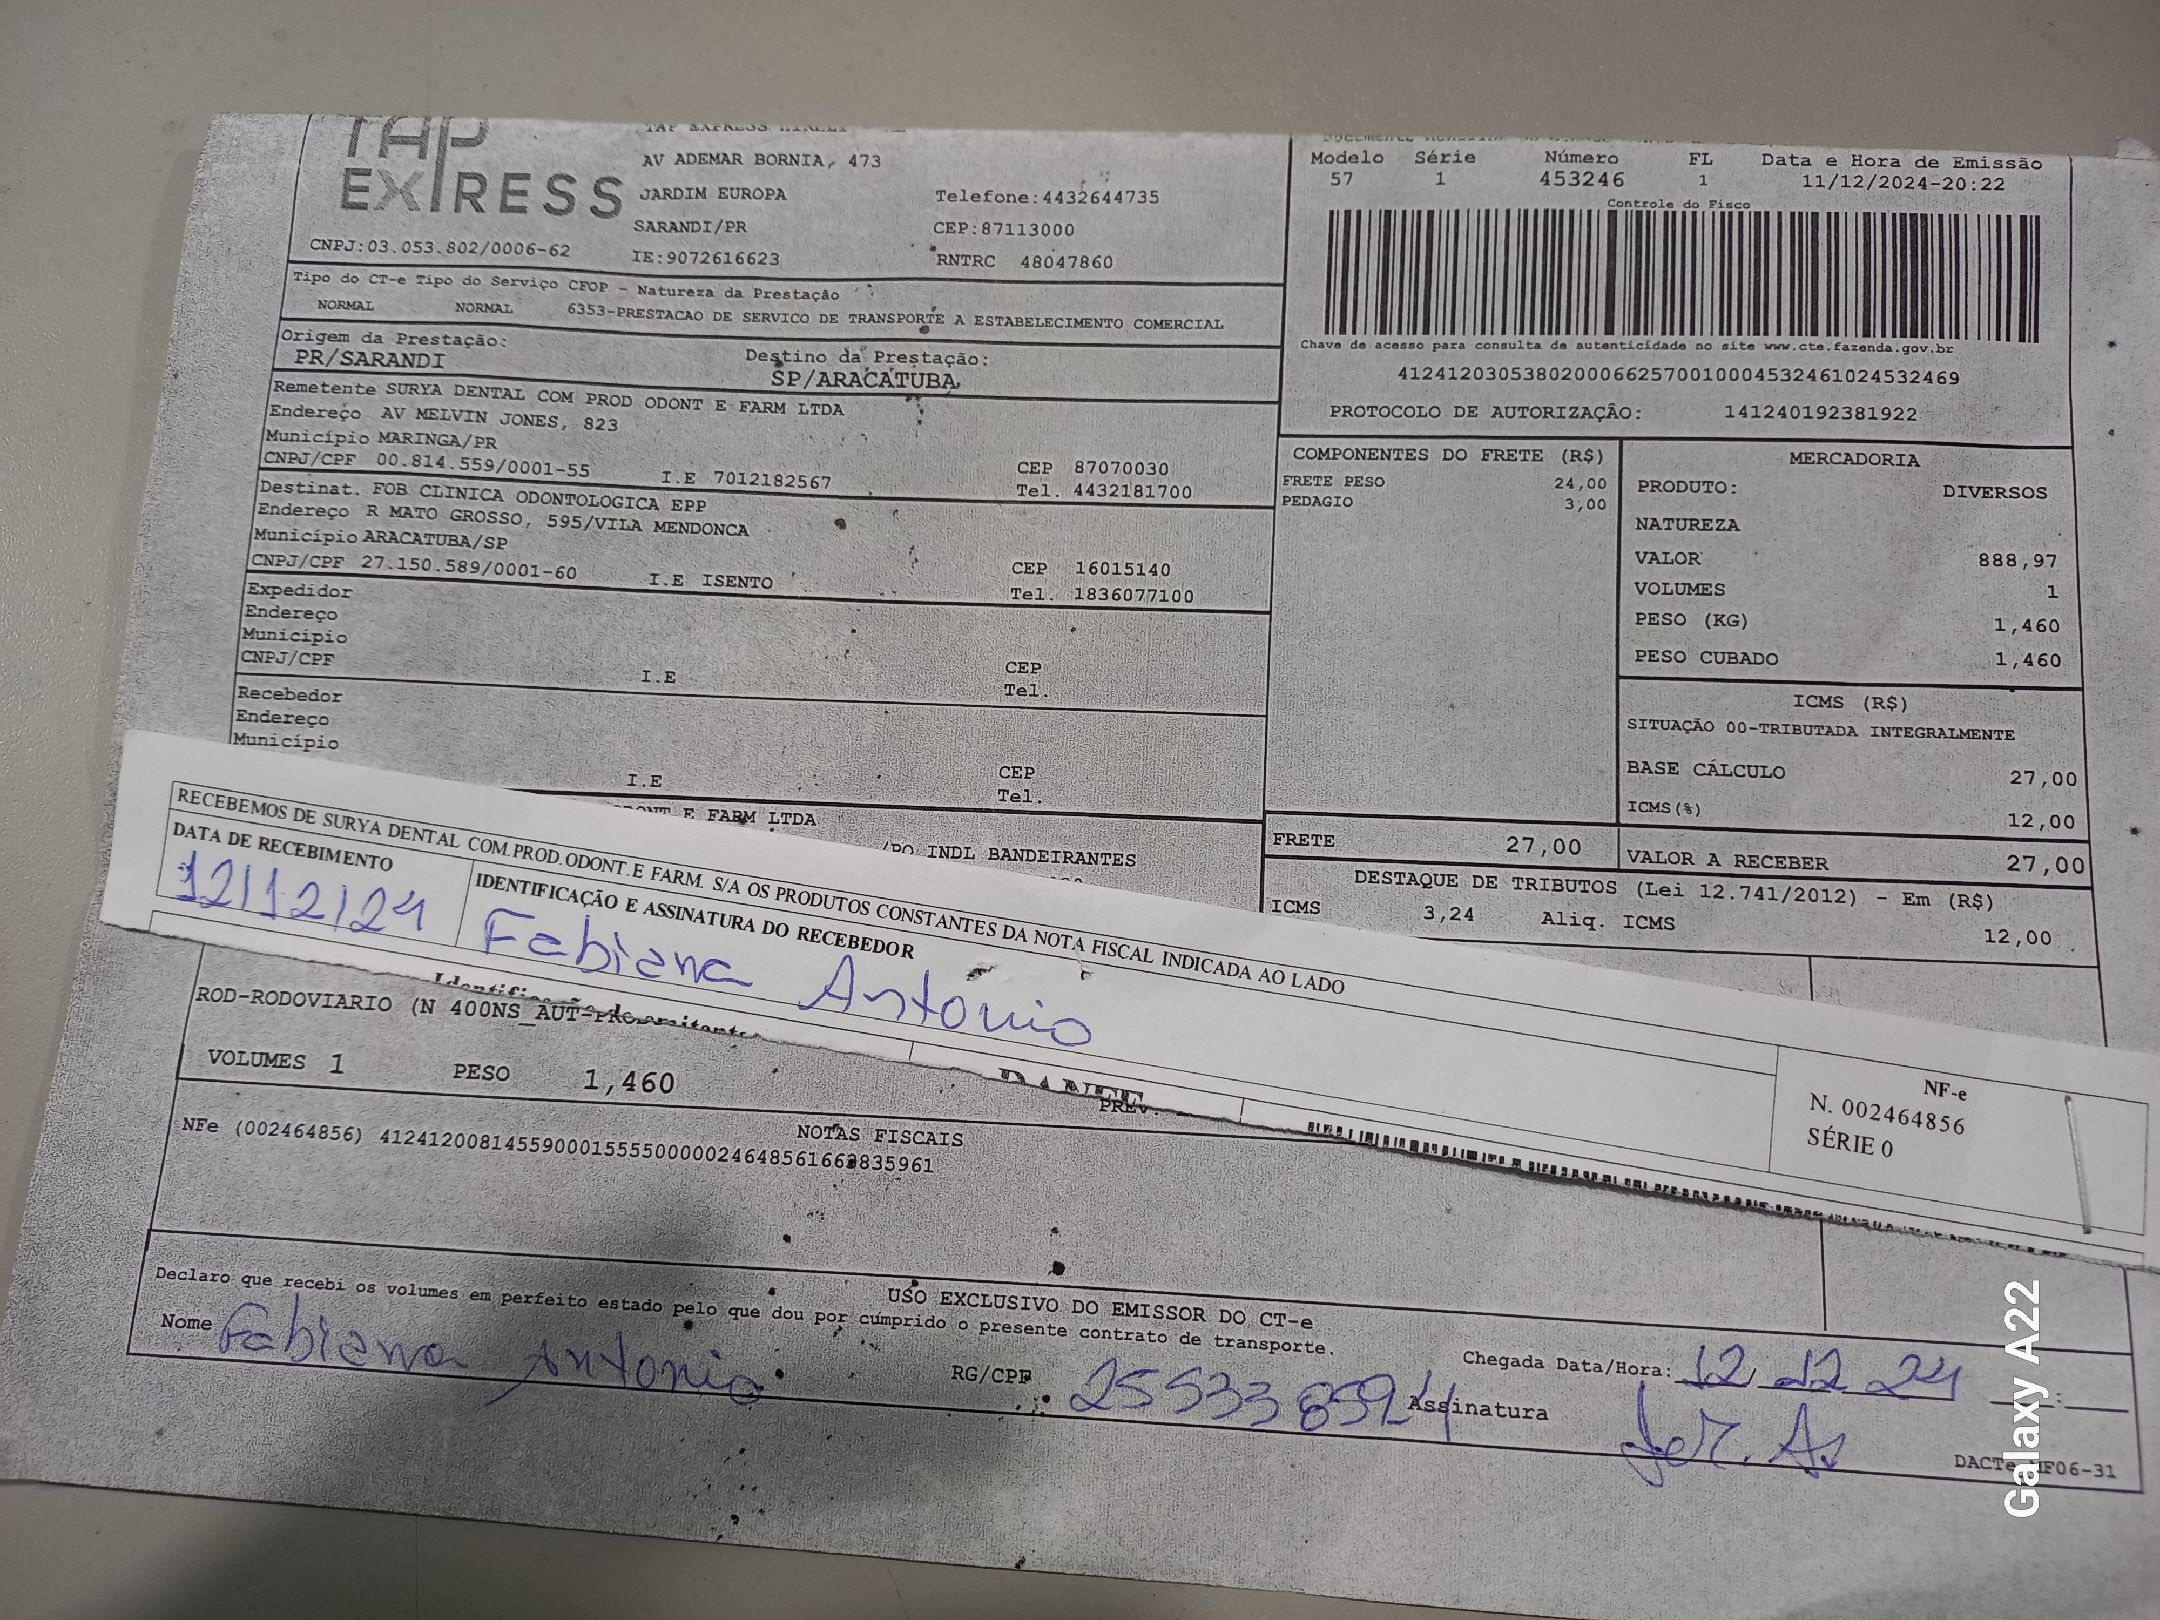 TAP EXPRESS
AV ADEMAR BORNIA, 473
JARDIM EUROPA
Telefone:4432644735
SARANDI/PR
CEP:87113000
CNPJ:03.053.802/0006-62
IE:9072616623
RNTRC 48047860
Modelo Série Número FL Data e Hora de Emissão
57 1 453246 1 11/12/2024-20:22
Controle do Fisco
Chave de acesso para consulta de autenticidade no site www.cte.fazenda.gov.br
41241203053802000662570010004532461024532469
PROTOCOLO DE AUTORIZAÇÃO: 141240192381922
Tipo do CT-e Tipo do Serviço CFOP - Natureza da Prestação
NORMAL NORMAL 6353-PRESTACAO DE SERVICO DE TRANSPORTE A ESTABELECIMENTO COMERCIAL
Origem da Prestação: Destino da Prestação:
PR/SARANDI SP/ARACATUBA
Remetente SURYA DENTAL COM PROD ODONT E FARM LTDA
Endereço AV MELVIN JONES, 823
Município MARINGA/PR CEP 87070030
CNPJ/CPF 00.814.559/0001-55 I.E 7012182567 Tel. 4432181700
Destinat. FOB CLINICA ODONTOLOGICA EPP
Endereço R MATO GROSSO, 595/VILA MENDONCA
Município ARACATUBA/SP CEP 16015140
CNPJ/CPF 27.150.589/0001-60 I.E ISENTO Tel. 1836077100
Expedidor
Endereço
Município CEP
CNPJ/CPF I.E Tel.
Recebedor
Endereço
Município CEP
I.E Tel.
E FARM LTDA
INDL BANDEIRANTES
COMPONENTES DO FRETE (R$)
FRETE PESO 24,00
PEDAGIO 3,00
MERCADORIA
PRODUTO: DIVERSOS
NATUREZA
VALOR 888,97
VOLUMES 1
PESO (KG) 1,460
PESO CUBADO 1,460
ICMS (R$)
SITUAÇÃO 00-TRIBUTADA INTEGRALMENTE
BASE CÁLCULO 27,00
ICMS(%) 12,00
FRETE 27,00 VALOR A RECEBER 27,00
DESTAQUE DE TRIBUTOS (Lei 12.741/2012) - Em (R$)
ICMS 3,24 Aliq. ICMS 12,00
RECEBEMOS DE SURYA DENTAL COM.PROD.ODONT.E FARM. S/A OS PRODUTOS CONSTANTES DA NOTA FISCAL INDICADA AO LADO
DATA DE RECEBIMENTO IDENTIFICAÇÃO E ASSINATURA DO RECEBEDOR
12/12/24 Fabiana Antonio
NF-e
N. 002464856
SÉRIE 0
ROD-RODOVIARIO (N 400NS_AUT-
VOLUMES 1 PESO 1,460 PREV.
NOTAS FISCAIS
NFe (002464856) 41241200814559000155550000024648561662835961
USO EXCLUSIVO DO EMISSOR DO CT-e
Declaro que recebi os volumes em perfeito estado pelo que dou por cumprido o presente contrato de transporte.
Nome Fabiana Antonio RG/CPF 255338594 Chegada Data/Hora: 12 12 24 :
Assinatura
DACTe
Galaxy A22